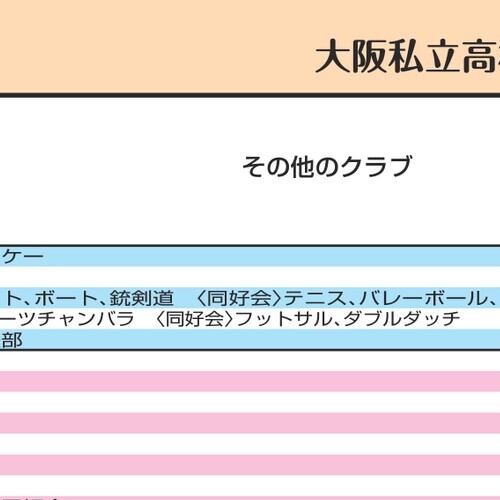 大阪私立高
その他のクラブ
ケー
ト、ボート、銃剣道　〈同好会〉テニス、バレーボール、
ーツチャンバラ　〈同好会〉フットサル、ダブルダッチ
部